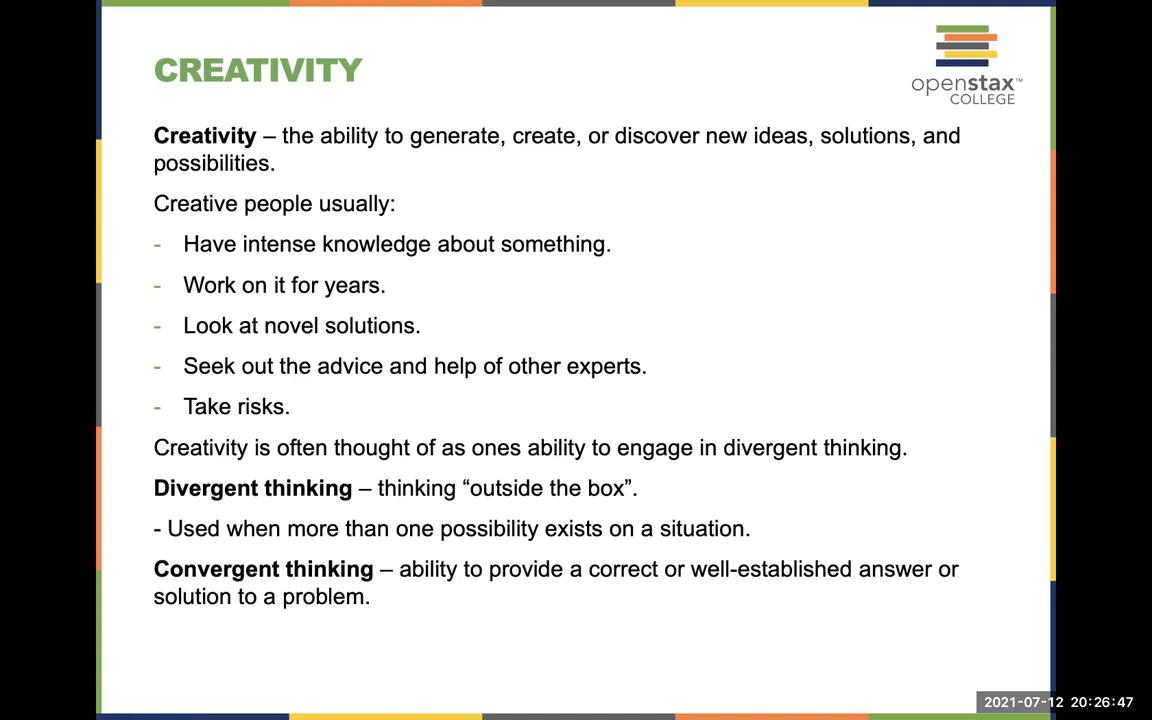 CREATIVITY
openstax™
COLLEGE
Creativity – the ability to generate, create, or discover new ideas, solutions, and
possibilities.
Creative people usually:
- Have intense knowledge about something.
- Work on it for years.
- Look at novel solutions.
- Seek out the advice and help of other experts.
- Take risks.
Creativity is often thought of as ones ability to engage in divergent thinking.
Divergent thinking – thinking “outside the box”.
- Used when more than one possibility exists on a situation.
Convergent thinking – ability to provide a correct or well-established answer or
solution to a problem.
2021-07-12 20:26:47